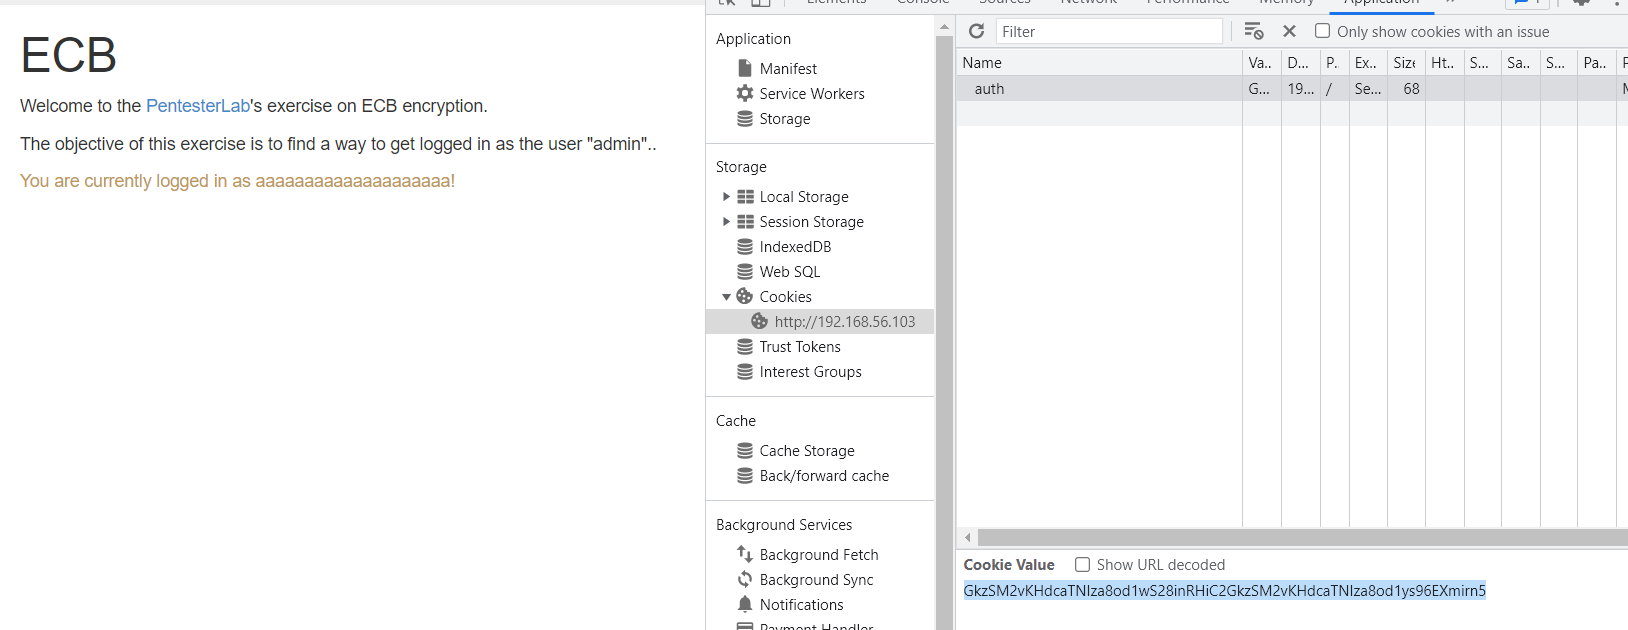 ECB
Welcome to the PentesterLab's exercise on ECB encryption.
The objective of this exercise is to find a way to get logged in as the user "admin"..
You are currently logged in as aaaaaaaaaaaaaaaaaaaa!
Elements Console Sources Network Performance Memory Application
Application
Manifest
Service Workers
Storage
Storage
Local Storage
Session Storage
IndexedDB
Web SQL
Cookies
http://192.168.56.103
Trust Tokens
Interest Groups
Cache
Cache Storage
Back/forward cache
Background Services
Background Fetch
Background Sync
Notifications
Payment Handler
Filter
Only show cookies with an issue
Name Va.. D... P. Ex.. Size Ht.. S... Sa.. S... Pa..
auth G... 19... / Se... 68
Cookie Value Show URL decoded
GkzSM2vKHdcaTNIza8od1wS28inRHiC2GkzSM2vKHdcaTNIza8od1ys96EXmirn5